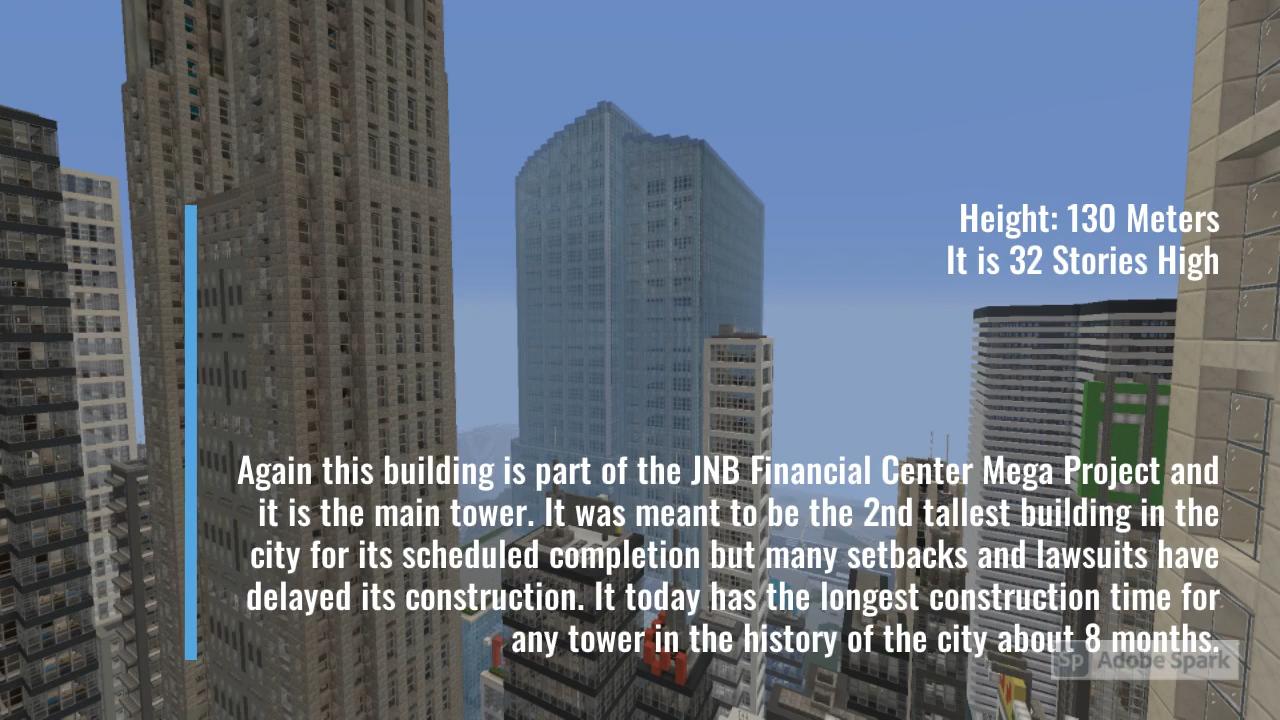 Height: 130 Meters
It is 32 Stories High
Again this building is part of the JNB Financial Center Mega Project and
it is the main tower. It was meant to be the 2nd tallest building in the
city for its scheduled completion but many setbacks and lawsuits have
delayed its construction. It today has the longest construction time for
any tower in the history of the city about 8 months.
Sp Adobe Spark